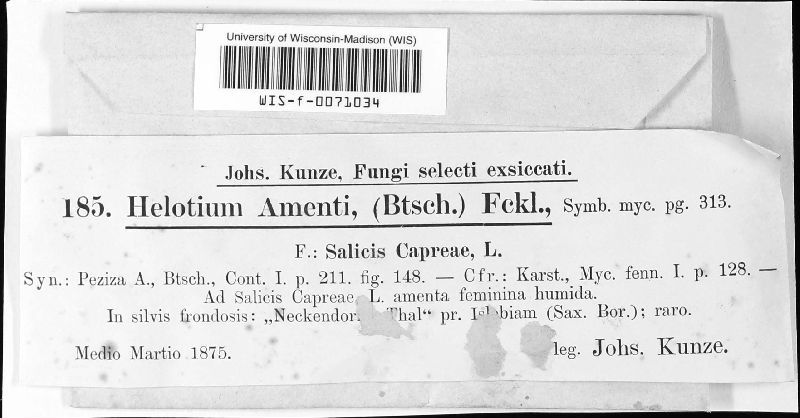 University of Wisconsin-Madison (WIS)
WIS-f-0071034
Johs. Kunze, Fungi selecti exsiccati.
185. Helotium Amenti, (Btsch.) Fckl., Symb. myc. pg. 313.
F.: Salicis Capreae, L.
Syn.: Peziza A., Btsch., Cont. I. p. 211. fig. 148. — Cfr.: Karst., Myc. fenn. I. p. 128. —
Ad Salicis Capreae L. amenta feminina humida.
In silvis frondosis: „Thal“ pr. (Sax. Bor.); raro.
Medio Martio 1875.
leg. Johs. Kunze.